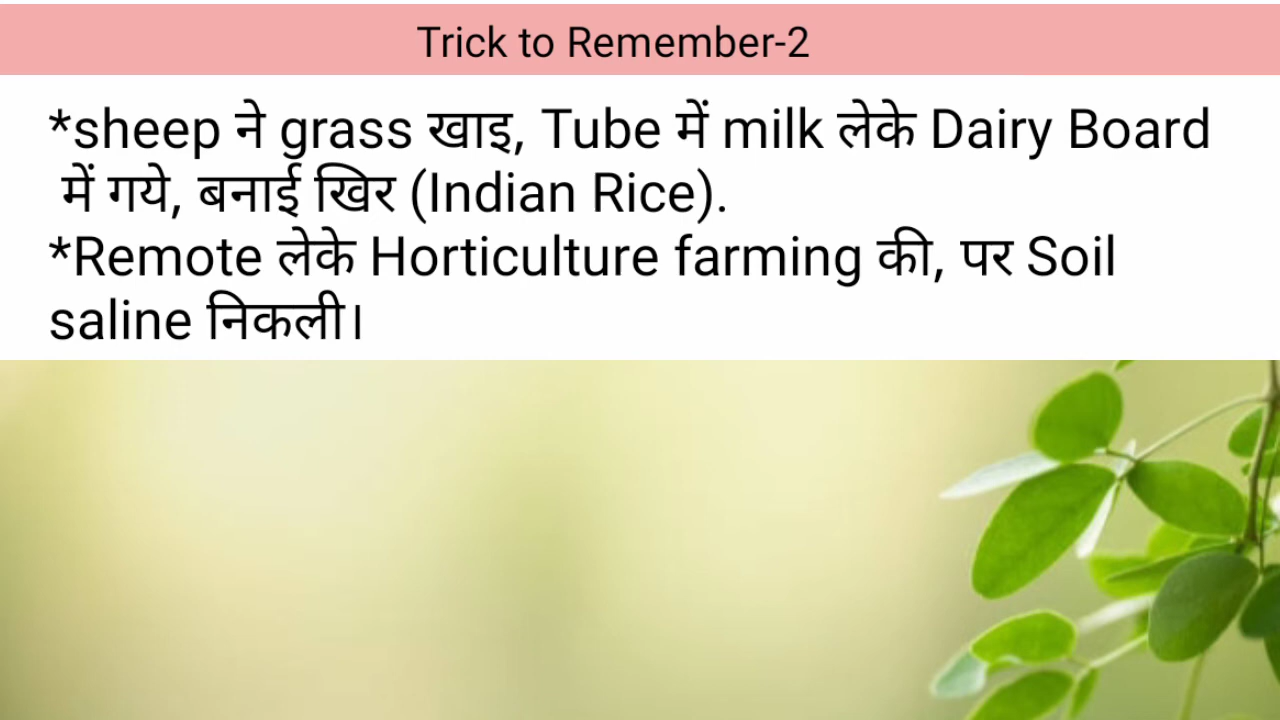 Trick to Remember-2
*sheep ने grass खाइ, Tube में milk लेके Dairy Board
में गये, बनाई खिर (Indian Rice).
*Remote लेके Horticulture farming की, पर Soil
saline निकली।